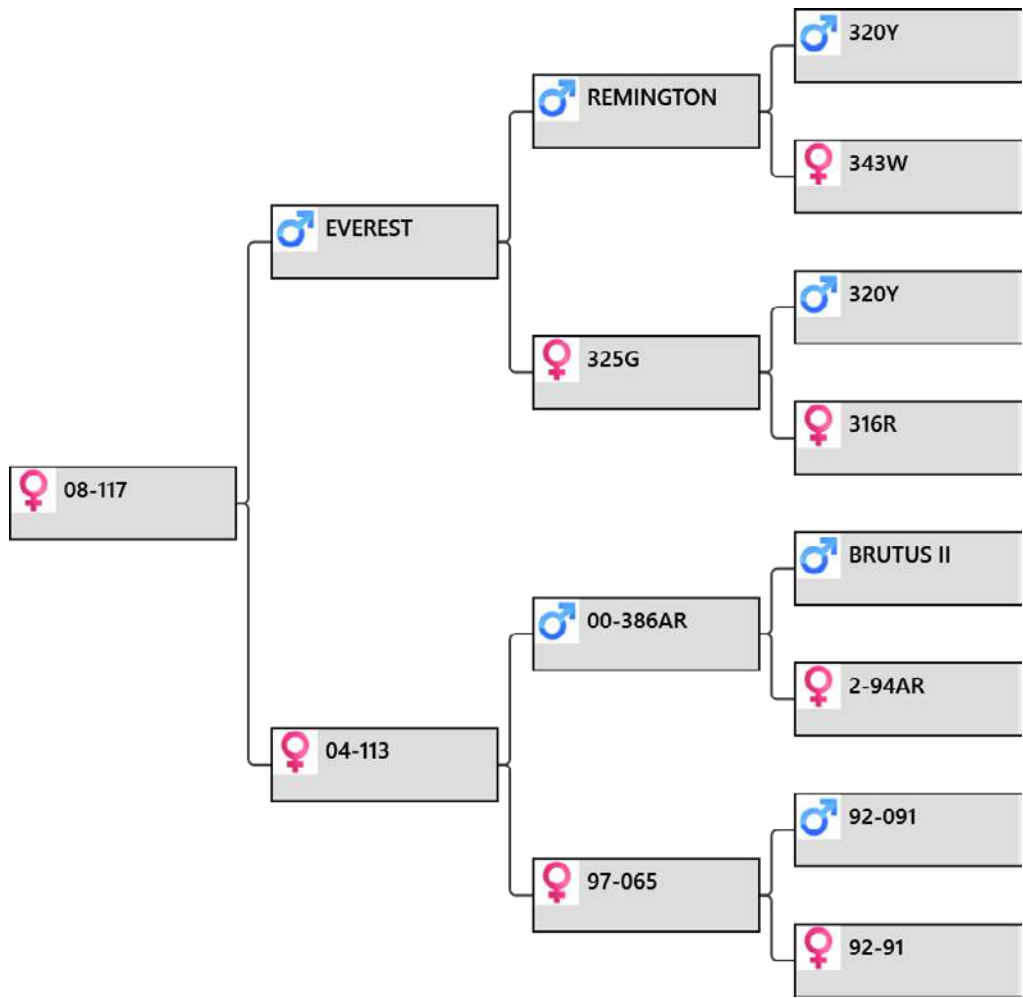 320Y
REMINGTON
343W
EVEREST
320Y
325G
316R
08-117
BRUTUS II
00-386AR
2-94AR
04-113
92-091
97-065
92-91